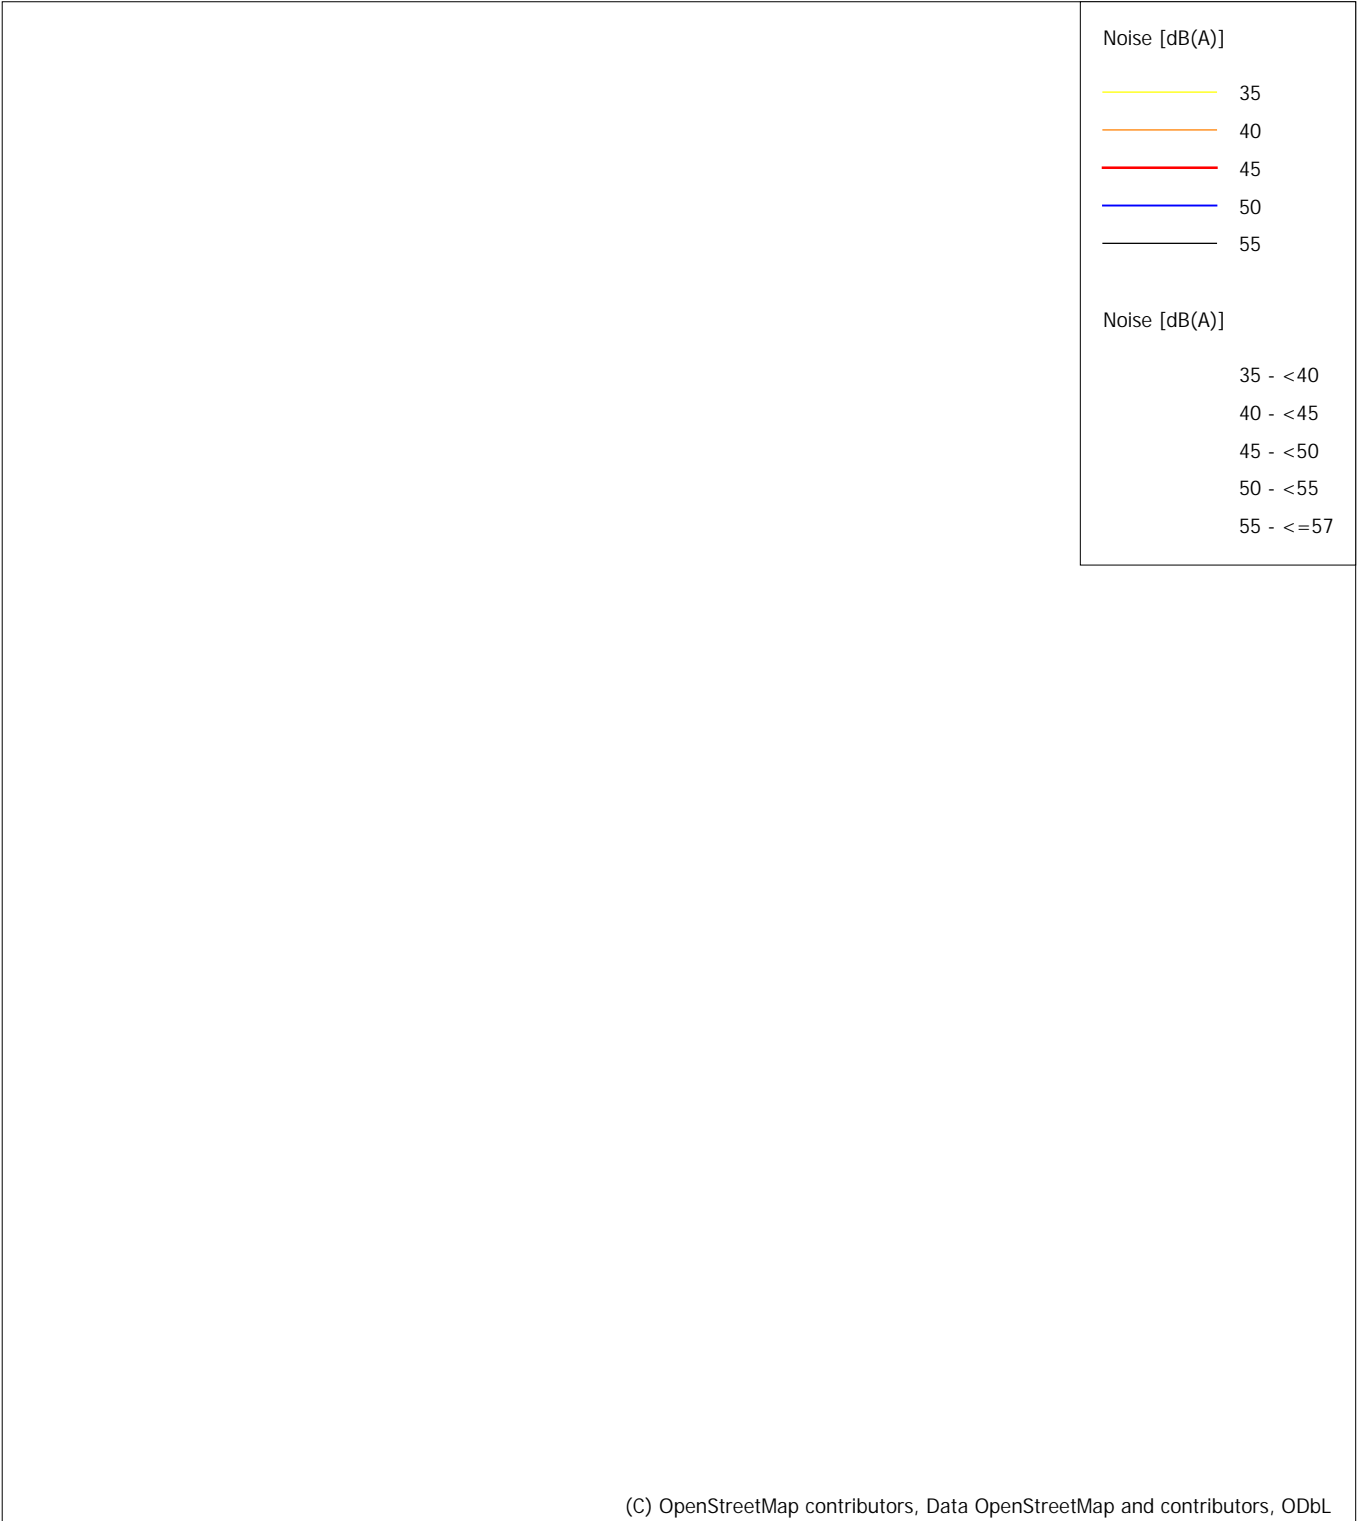 Noise [dB(A)]
35
40
45
50
55
Noise [dB(A)]
35 - <40
40 - <45
45 - <50
50 - <55
55 - <=57
(C) OpenStreetMap contributors, Data OpenStreetMap and contributors, ODbL